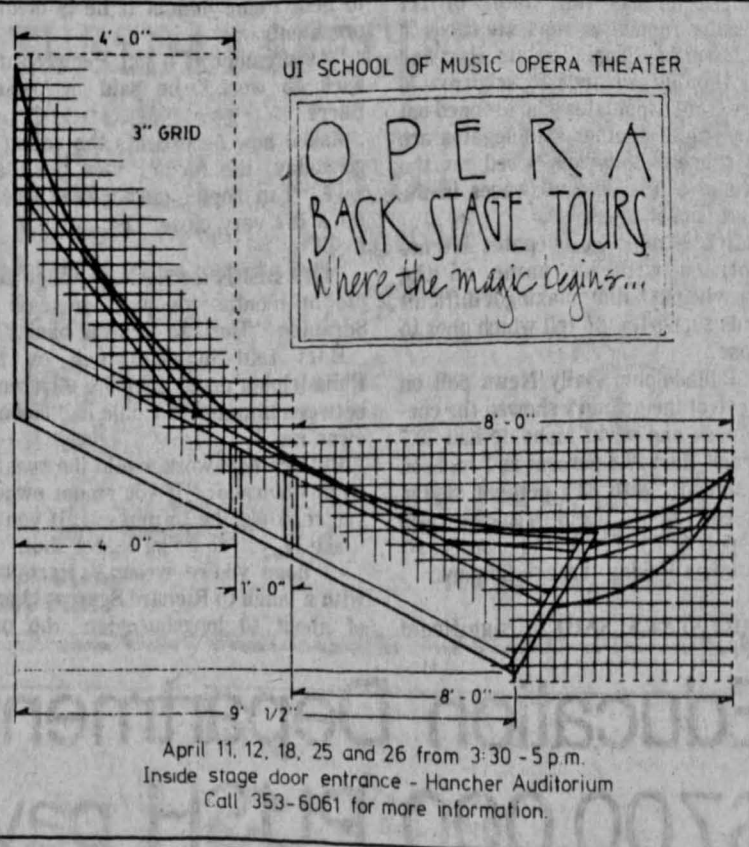 4'-0"
UI SCHOOL OF MUSIC OPERA THEATER
3" GRID
OPERA
BACK STAGE TOURS
Where the magic begins...
8'-0"
4' 0"
1'-0"
8'-0"
9' 1/2"
April 11, 12, 18, 25 and 26 from 3:30 - 5 p.m.
Inside stage door entrance - Hancher Auditorium
Call 353-6061 for more information.